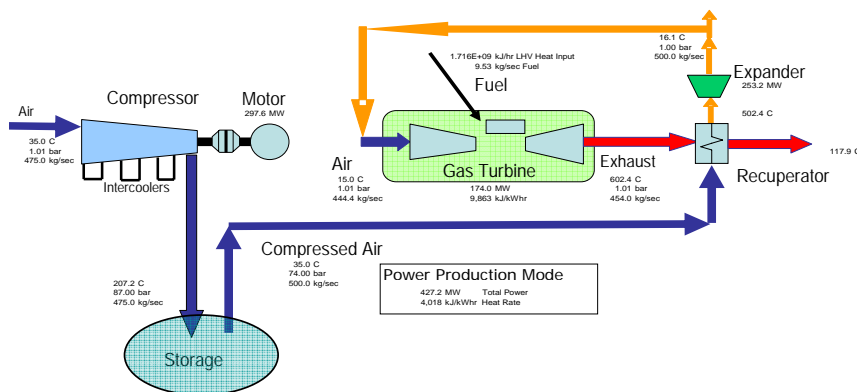 Air
35.0 C
1.01 bar
475.0 kg/sec
Compressor
Intercoolers
Motor
297.6 MW
207.2 C
87.00 bar
475.0 kg/sec
Storage
Compressed Air
35.0 C
74.00 bar
500.0 kg/sec
1.716E+09 kJ/hr LHV Heat Input
9.53 kg/sec Fuel
Fuel
Air
15.0 C
1.01 bar
444.4 kg/sec
Gas Turbine
174.0 MW
9,863 kJ/kWhr
Exhaust
602.4 C
1.01 bar
454.0 kg/sec
16.1 C
1.00 bar
500.0 kg/sec
Expander
253.2 MW
502.4 C
117.9 C
Recuperator
Power Production Mode
427.2 MW Total Power
4,018 kJ/kWhr Heat Rate